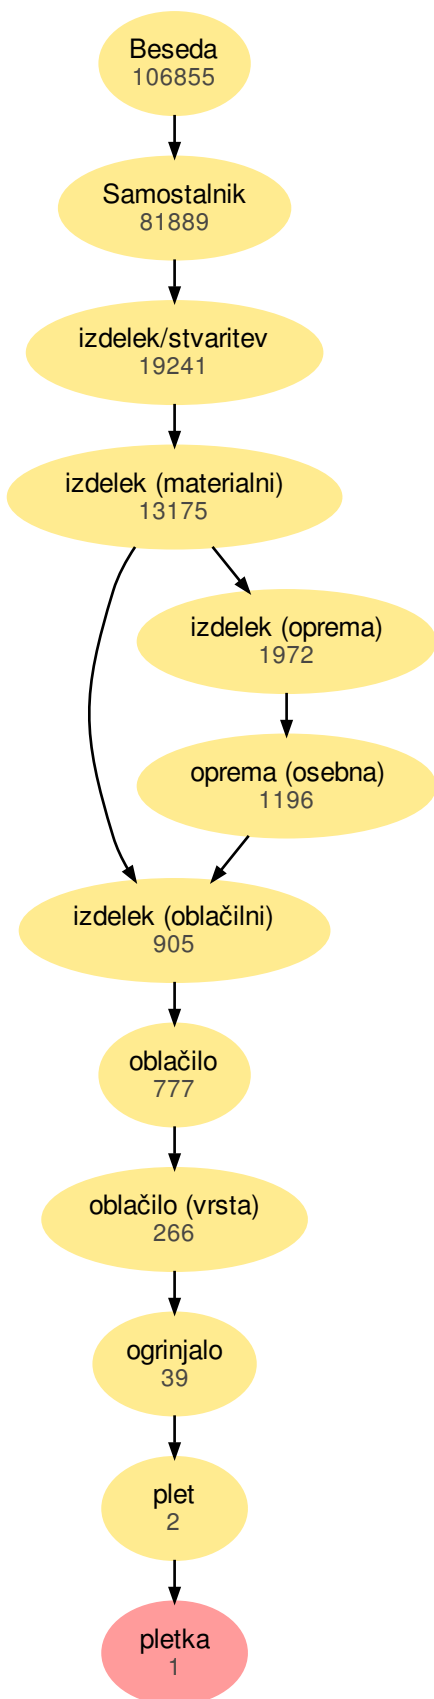 Beseda
106855
Samostalnik
81889
izdelek/stvaritev
19241
izdelek (materialni)
13175
izdelek (oprema)
1972
oprema (osebna)
1196
izdelek (oblačilni)
905
oblačilo
777
oblačilo (vrsta)
266
ogrinjalo
39
plet
2
pletka
1